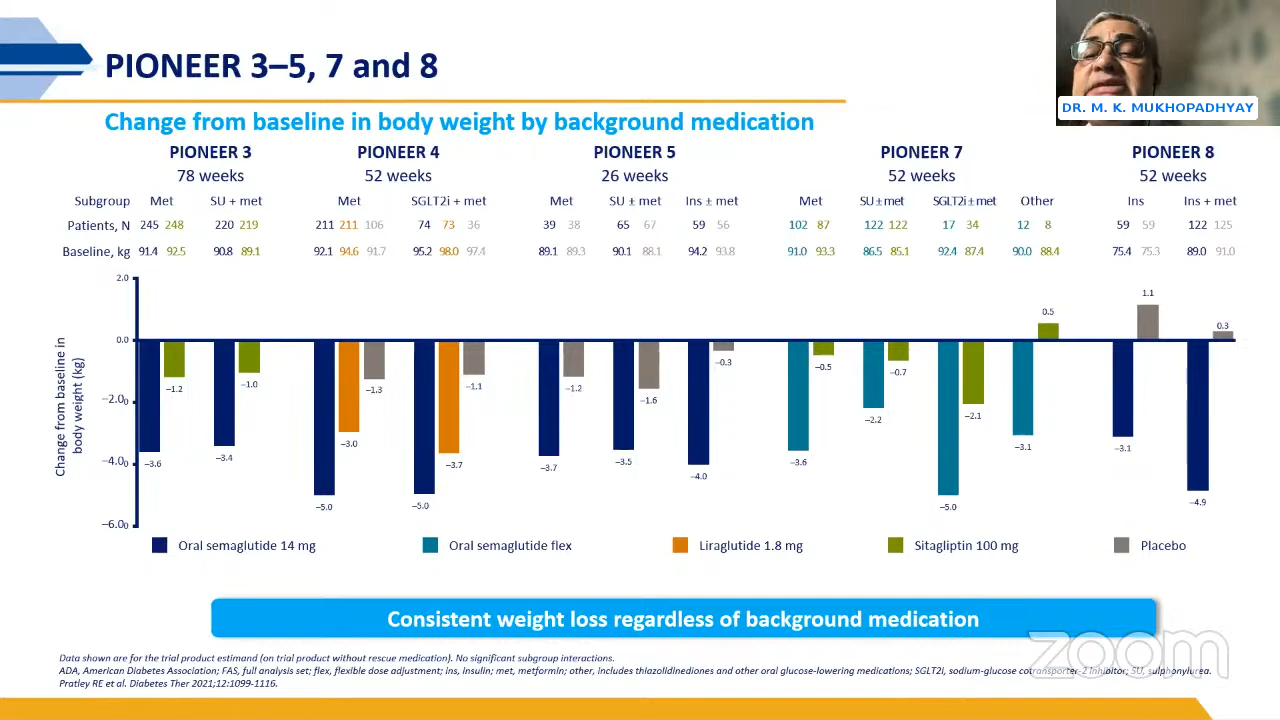 PIONEER 3–5, 7 and 8
DR. M. K. MUKHOPADHYAY
Change from baseline in body weight by background medication
PIONEER 3 PIONEER 4 PIONEER 5 PIONEER 7 PIONEER 8
78 weeks 52 weeks 26 weeks 52 weeks 52 weeks
Subgroup Met SU + met Met SGLT2i + met Met SU ± met Ins ± met Met SU ± met SGLT2i ± met Other Ins Ins + met
Patients, N 245 248 220 219 211 211 106 74 73 36 39 38 65 67 59 56 102 87 122 122 17 34 12 8 59 59 122 125
Baseline, kg 91.4 92.5 90.8 89.1 92.1 94.6 91.7 95.2 98.0 97.4 89.1 89.3 90.1 88.1 94.2 93.8 91.0 93.3 86.5 85.1 92.4 87.4 90.0 88.4 75.4 75.3 89.0 91.0
Change from baseline in
body weight (kg)
2.0
0.0
–2.00
–4.00
–6.00
–3.6 –1.2 –3.4 –1.0
–5.0 –3.0 –1.3 –5.0 –3.7 –1.1
–3.7 –1.2 –3.5 –1.6 –4.0 –0.3
–3.6 –0.5 –2.2 –0.7 –5.0 –2.1 –3.1 0.5
–3.1 1.1 –4.9 0.3
Oral semaglutide 14 mg Oral semaglutide flex Liraglutide 1.8 mg Sitagliptin 100 mg Placebo
Consistent weight loss regardless of background medication
zoom
Data shown are for the trial product estimand (on trial product without rescue medication). No significant subgroup interactions.
ADA, American Diabetes Association; FAS, full analysis set; flex, flexible dose adjustment; ins, insulin; met, metformin; other, includes thiazolidinediones and other oral glucose-lowering medications; SGLT2i, sodium-glucose cotransporter-2 inhibitor; SU, sulphonylurea.
Pratley RE et al. Diabetes Ther 2021;12:1099-1116.